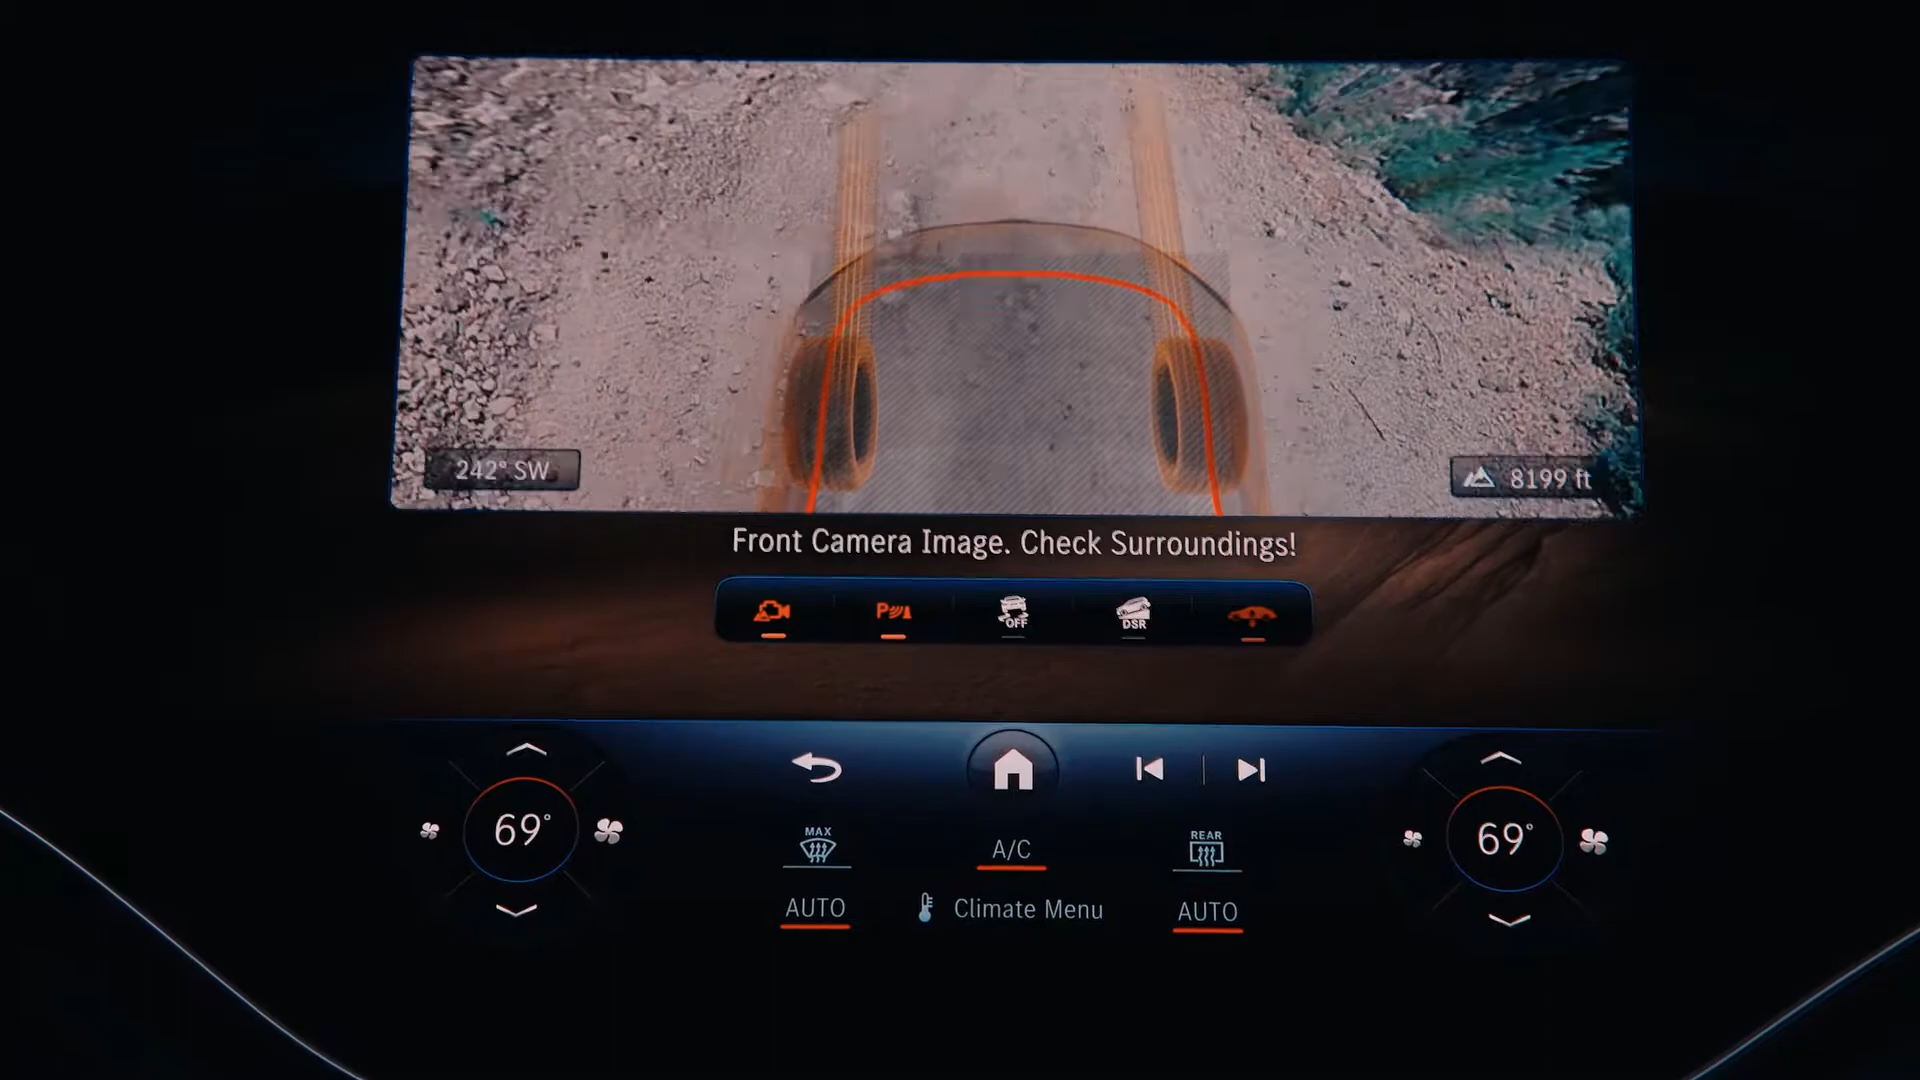 242° SW
8199 ft
Front Camera Image. Check Surroundings!
P
OFF
DSR
69°
69°
MAX
A/C
REAR
AUTO
Climate Menu
AUTO